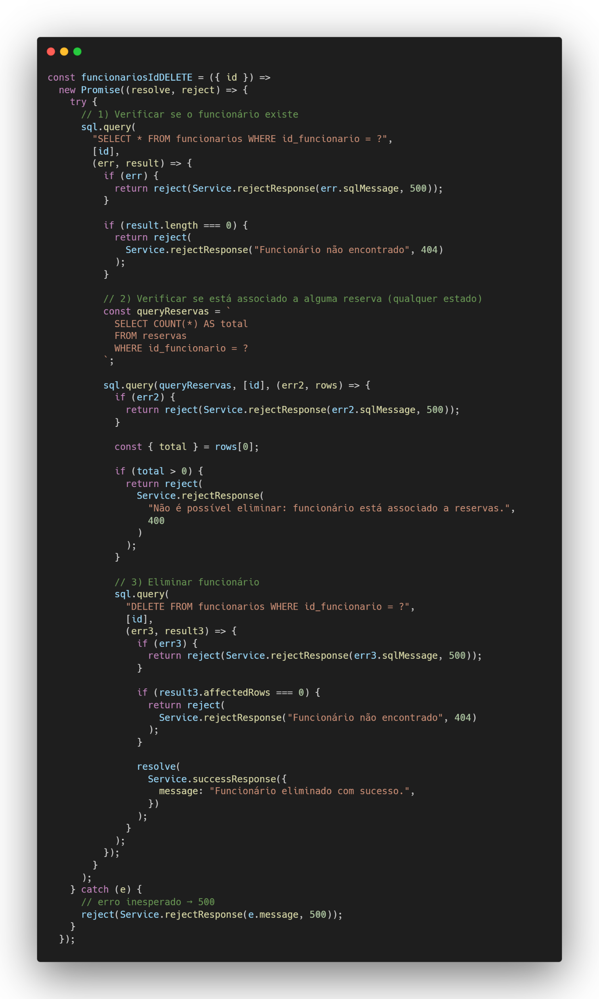 const funcionariosIdDELETE = ({ id }) =>
  new Promise((resolve, reject) => {
    try {
      // 1) Verificar se o funcionário existe
      sql.query(
        "SELECT * FROM funcionarios WHERE id_funcionario = ?",
        [id],
        (err, result) => {
          if (err) {
            return reject(Service.rejectResponse(err.sqlMessage, 500));
          }

          if (result.length === 0) {
            return reject(
              Service.rejectResponse("Funcionário não encontrado", 404)
            );
          }

          // 2) Verificar se está associado a alguma reserva (qualquer estado)
          const queryReservas = `
            SELECT COUNT(*) AS total
            FROM reservas
            WHERE id_funcionario = ?
          `;

          sql.query(queryReservas, [id], (err2, rows) => {
            if (err2) {
              return reject(Service.rejectResponse(err2.sqlMessage, 500));
            }

            const { total } = rows[0];

            if (total > 0) {
              return reject(
                Service.rejectResponse(
                  "Não é possível eliminar: funcionário está associado a reservas.",
                  400
                )
              );
            }

            // 3) Eliminar funcionário
            sql.query(
              "DELETE FROM funcionarios WHERE id_funcionario = ?",
              [id],
              (err3, result3) => {
                if (err3) {
                  return reject(Service.rejectResponse(err3.sqlMessage, 500));
                }

                if (result3.affectedRows === 0) {
                  return reject(
                    Service.rejectResponse("Funcionário não encontrado", 404)
                  );
                }

                resolve(
                  Service.successResponse({
                    message: "Funcionário eliminado com sucesso.",
                  })
                );
              }
            );
          });
        }
      );
    } catch (e) {
      // erro inesperado → 500
      reject(Service.rejectResponse(e.message, 500));
    }
  });